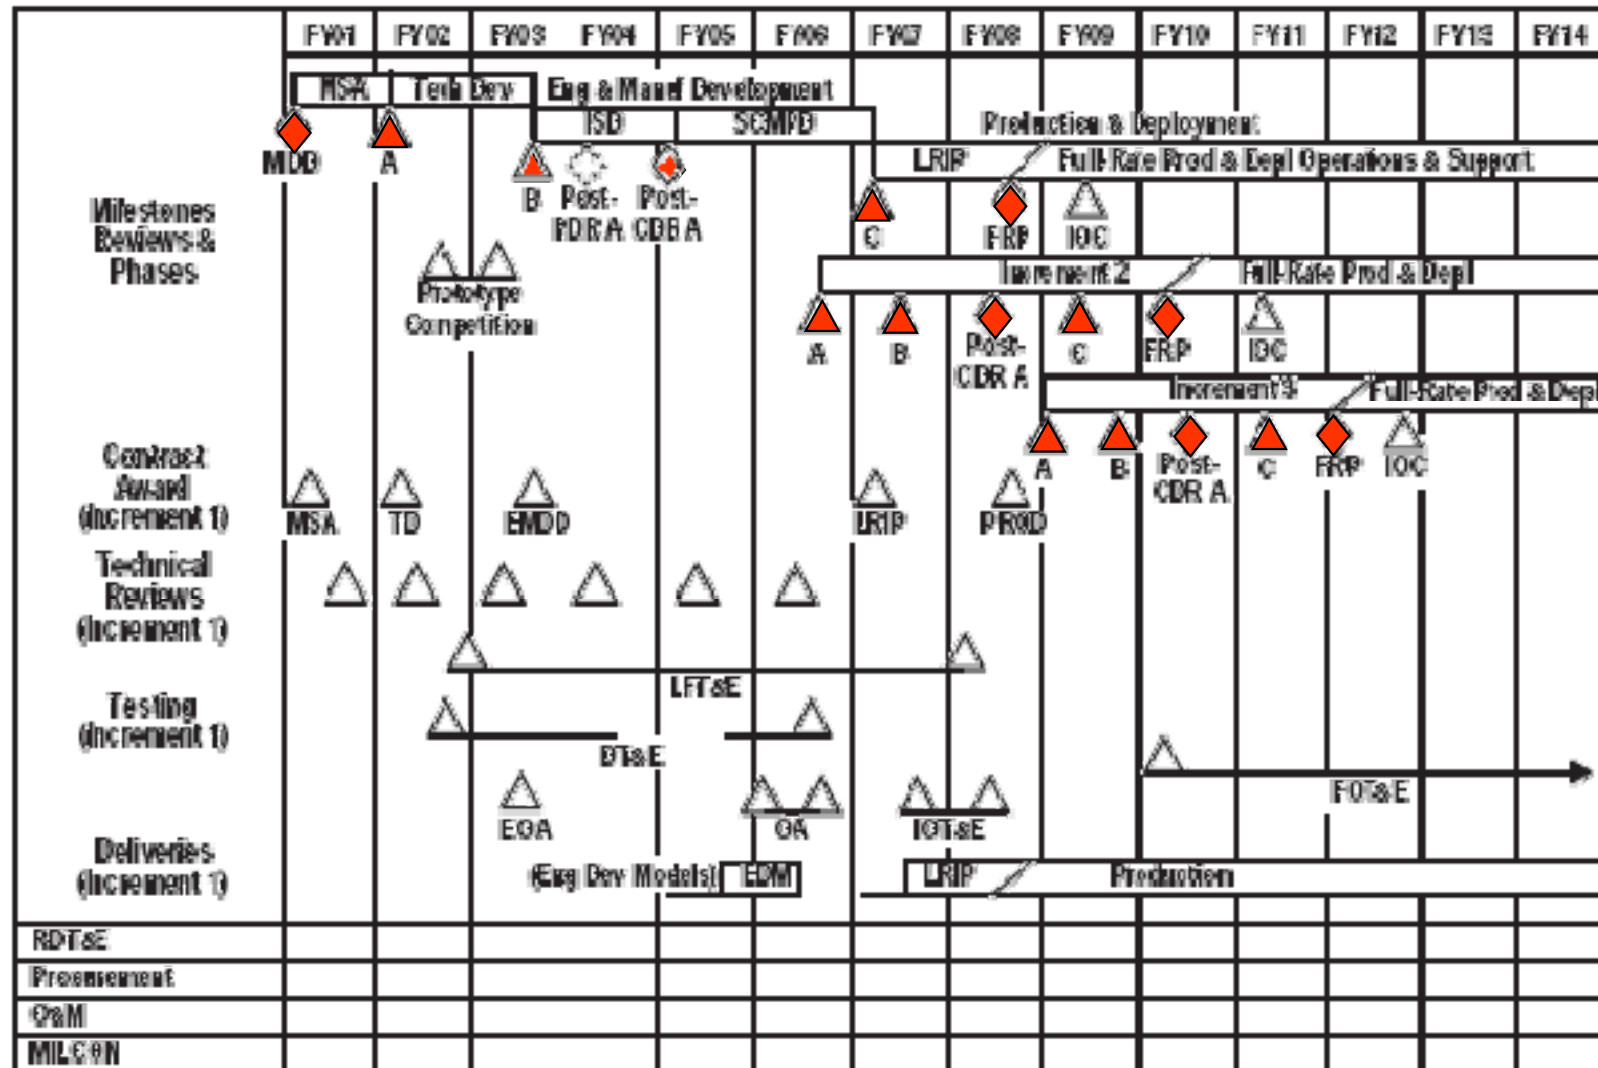 FY01 FY02 FY03 FY04 FY05 FY06 FY07 FY08 FY09 FY10 FY11 FY12 FY13 FY14
MSA Tech Dev Eng & Manuf Development
ISD SCMPD Production & Deployment
MDD A LRIP Full-Rate Prod & Depl Operations & Support
B Post-PDR A Post-CDR A
C FRP IOC
Milestones
Reviews &
Phases
Increment 2 Full-Rate Prod & Depl
Prototype
Competition
A B Post-CDR A C FRP IOC
Increment 3 Full-Rate Prod & Depl
A B Post-CDR A C FRP IOC
Contract
Award
(Increment 1)
MSA TD EMDD LRIP PROD
Technical
Reviews
(Increment 1)
LFT&E
Testing
(Increment 1)
DT&E
FOT&E
EOA OA IOT&E
Deliveries
(Increment 1)
(Eng Dev Models) EDM LRIP Production
RDT&E
Procurement
O&M
MILCON